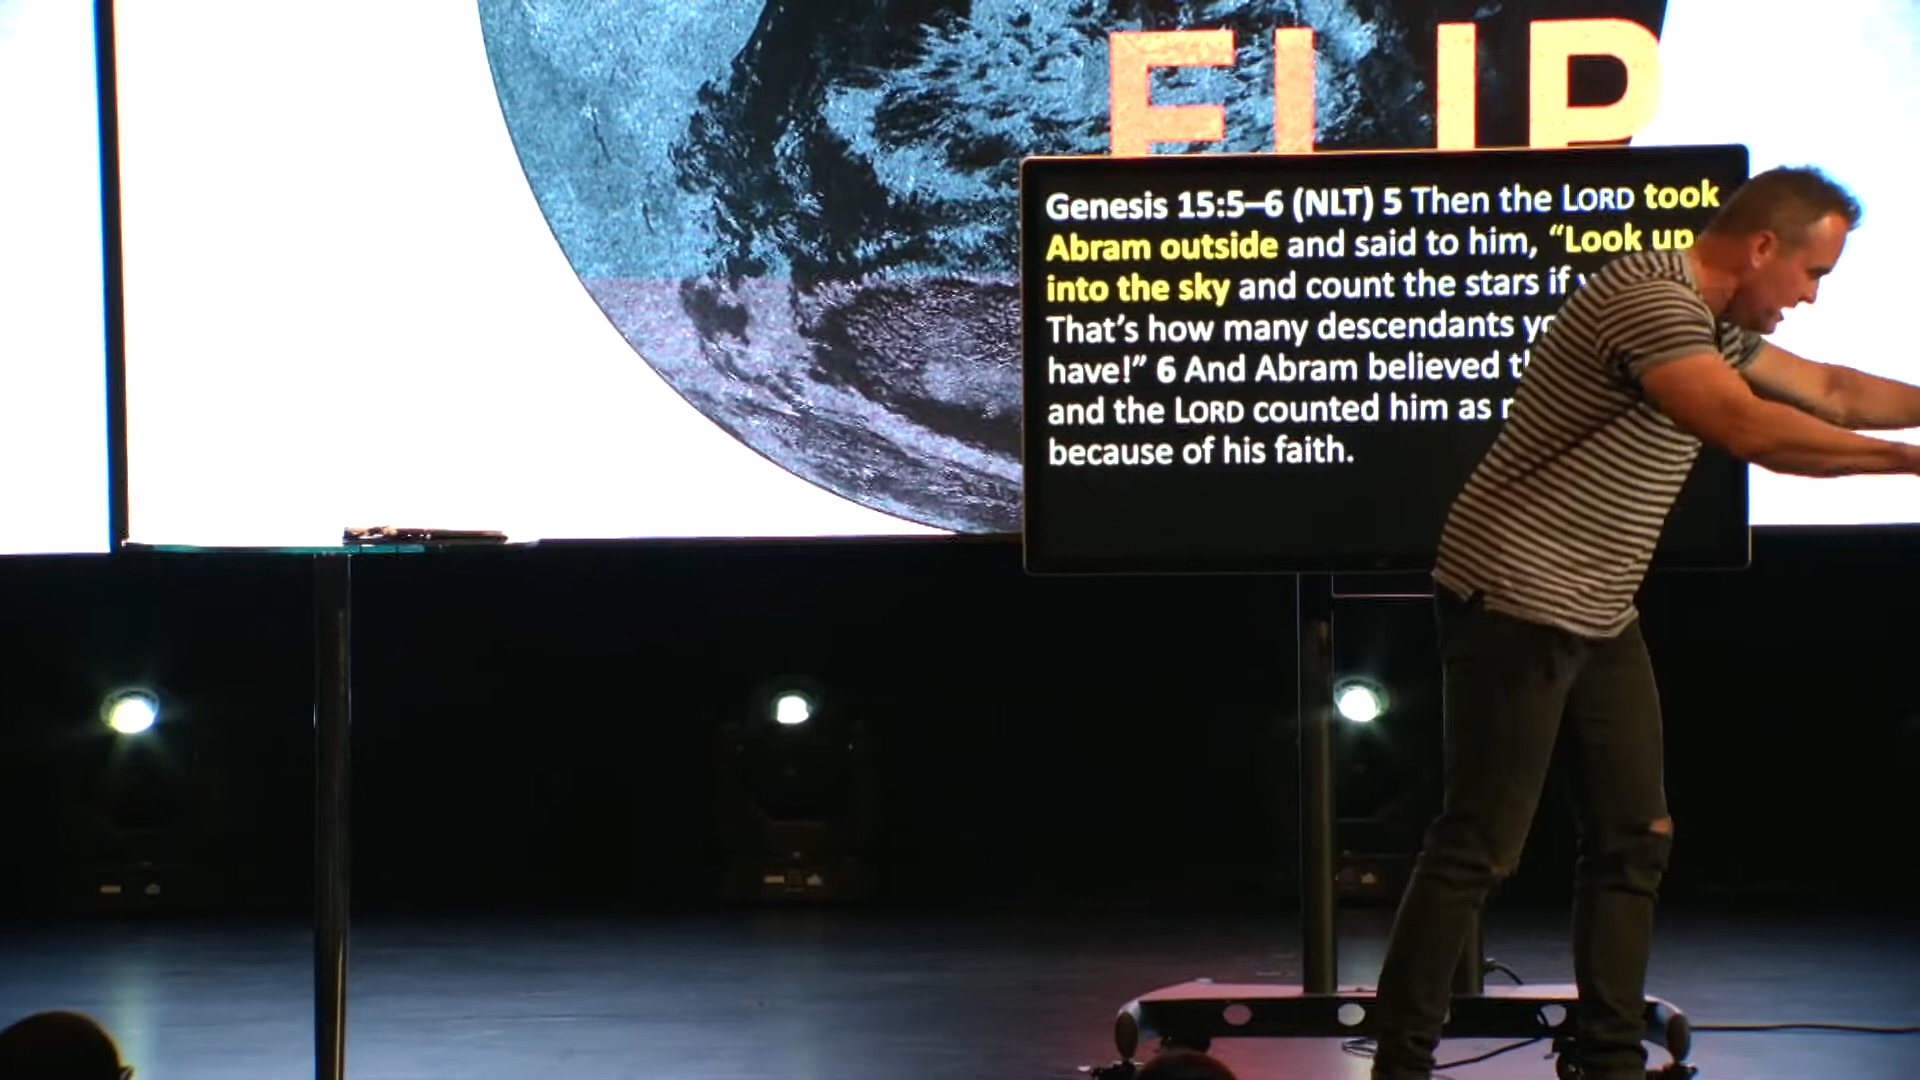 FLIP
Genesis 15:5–6 (NLT) 5 Then the LORD took
Abram outside and said to him, “Look up
into the sky and count the stars if
That’s how many descendants
have!” 6 And Abram believed
and the LORD counted him as
because of his faith.